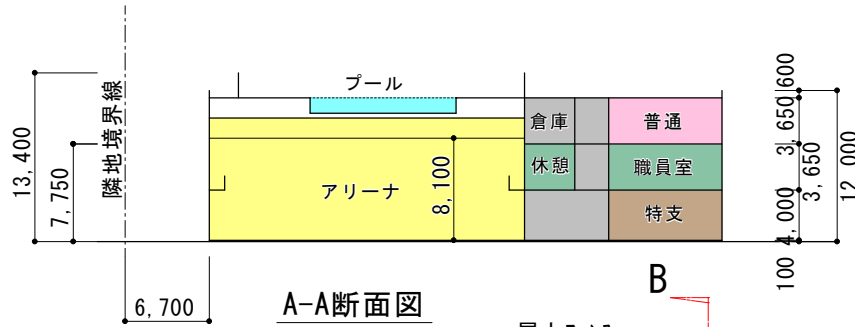 プール
600
隣地境界線
倉庫
普通
3,650
13,400
7,750
休憩
職員室
3,650
12,000
アリーナ
8,100
特支
4,000
100
6,700
A-A断面図
B